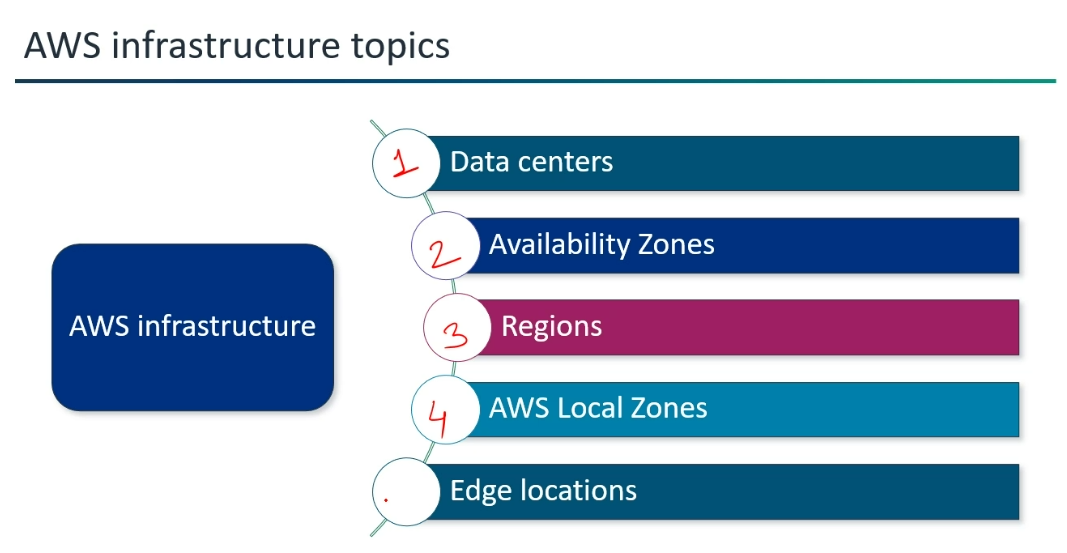 AWS infrastructure topics
AWS infrastructure
1 Data centers
2 Availability Zones
3 Regions
4 AWS Local Zones
Edge locations